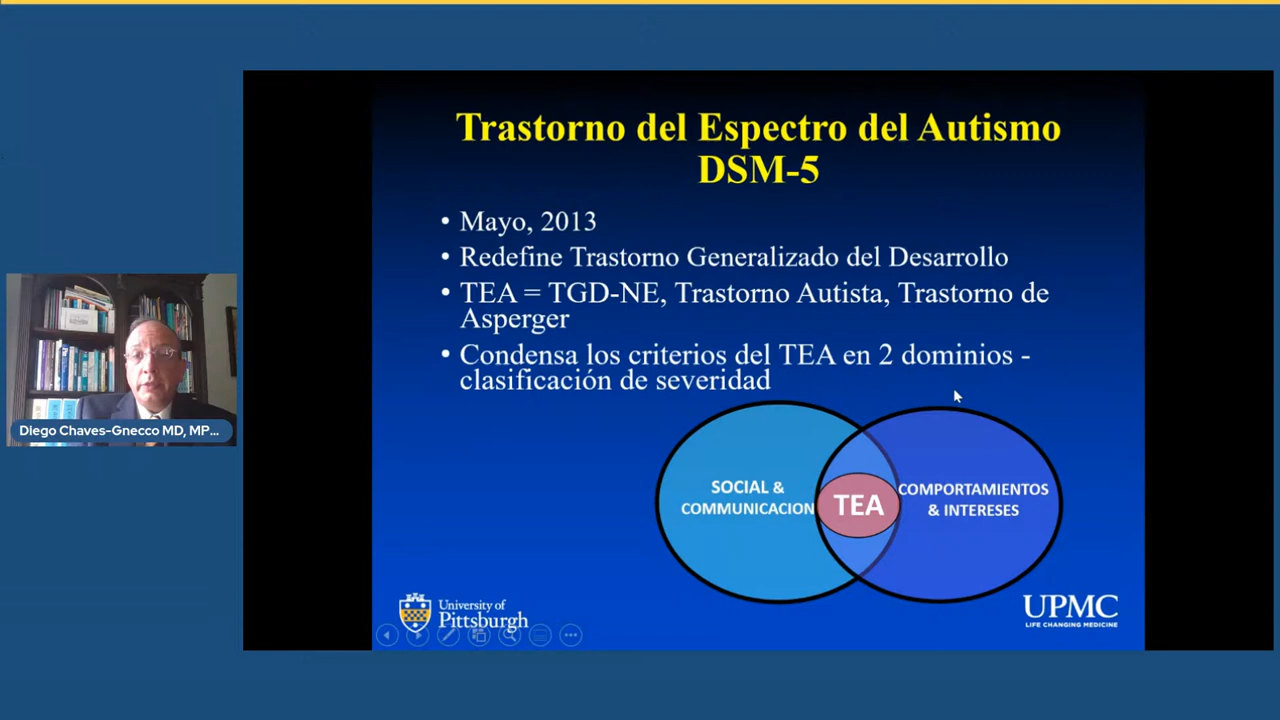 Trastorno del Espectro del Autismo
DSM-5
• Mayo, 2013
• Redefine Trastorno Generalizado del Desarrollo
• TEA = TGD-NE, Trastorno Autista, Trastorno de
Asperger
• Condensa los criterios del TEA en 2 dominios -
clasificación de severidad
SOCIAL &
COMMUNICACION
TEA
COMPORTAMIENTOS
& INTERESES
Diego Chaves-Gnecco MD, MP...
University of
Pittsburgh
UPMC
LIFE CHANGING MEDICINE